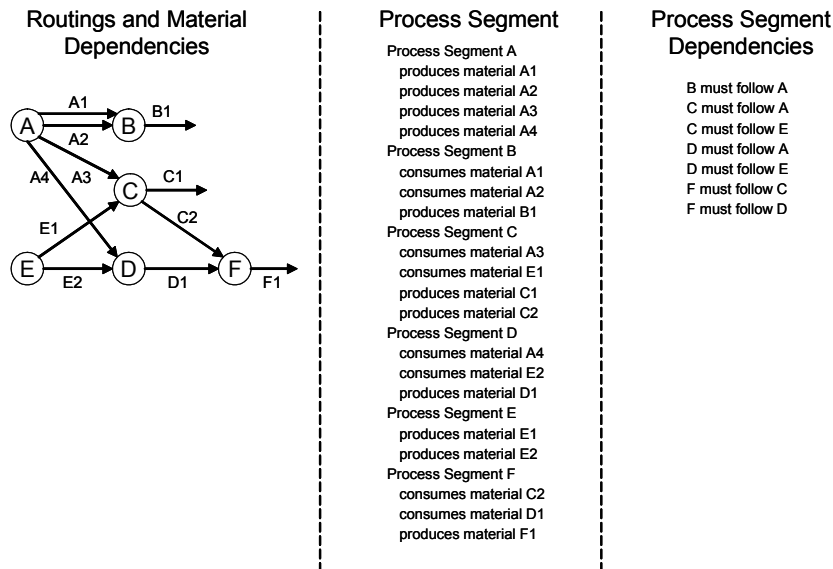 Routings and Material
Dependencies
A1
B1
A
B
A2
A4
A3
C1
C
E1
C2
E
D
F
E2
D1
F1
Process Segment
Process Segment A
produces material A1
produces material A2
produces material A3
produces material A4
Process Segment B
consumes material A1
consumes material A2
produces material B1
Process Segment C
consumes material A3
consumes material E1
produces material C1
produces material C2
Process Segment D
consumes material A4
consumes material E2
produces material D1
Process Segment E
produces material E1
produces material E2
Process Segment F
consumes material C2
consumes material D1
produces material F1
Process Segment
Dependencies
B must follow A
C must follow A
C must follow E
D must follow A
D must follow E
F must follow C
F must follow D